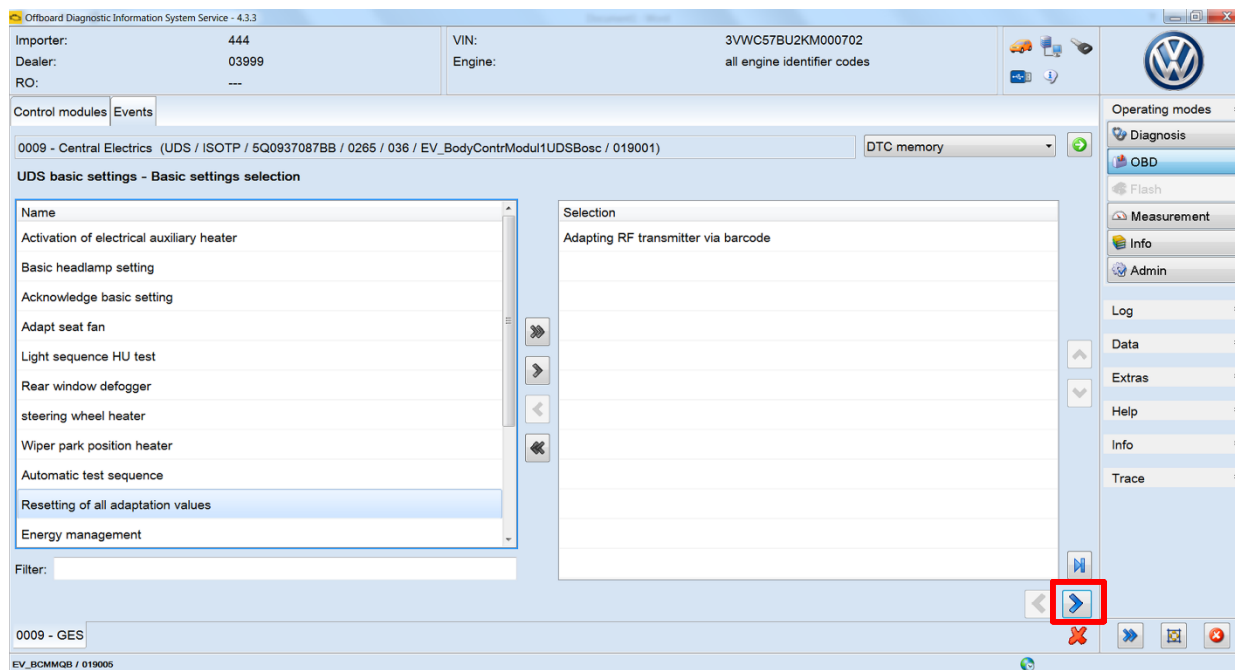 Offboard Diagnostic Information System Service - 4.3.3
Importer: 444 VIN: 3VWC57BU2KM000702
Dealer: 03999 Engine: all engine identifier codes
RO: ---
Control modules Events
Operating modes
0009 - Central Electrics (UDS / ISOTP / 5Q0937087BB / 0265 / 036 / EV_BodyContrModul1UDSBosc / 019001) DTC memory
Diagnosis
UDS basic settings - Basic settings selection
OBD
Flash
Name
Selection
Measurement
Activation of electrical auxiliary heater
Adapting RF transmitter via barcode
Info
Basic headlamp setting
Admin
Acknowledge basic setting
Log
Adapt seat fan
Data
Light sequence HU test
Extras
Rear window defogger
Help
steering wheel heater
Info
Wiper park position heater
Trace
Automatic test sequence
Resetting of all adaptation values
Energy management
Filter:
0009 - GES
EV_BCMMQB / 019005